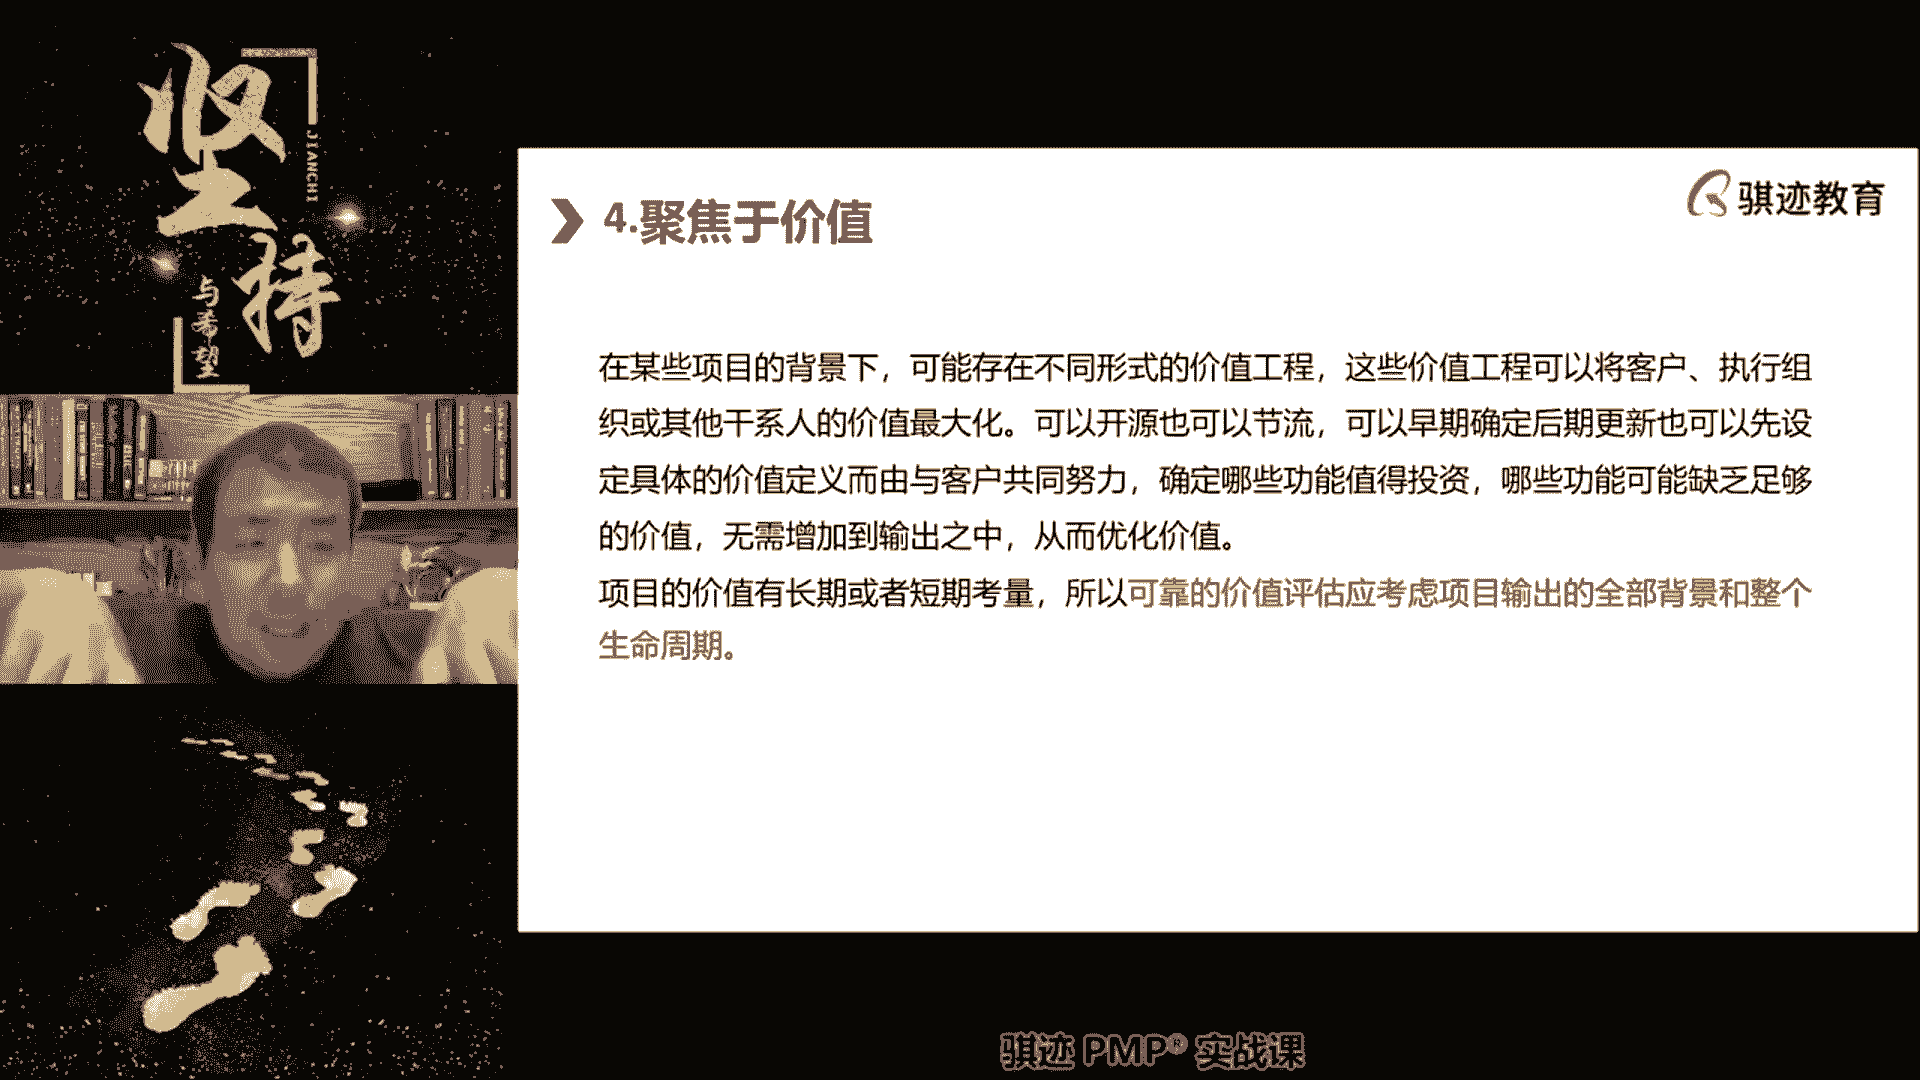 坚持
JIANCHI
与希望
骐迹教育
4.聚焦于价值
在某些项目的背景下，可能存在不同形式的价值工程，这些价值工程可以将客户、执行组
织或其他干系人的价值最大化。可以开源也可以节流，可以早期确定后期更新也可以先设
定具体的价值定义而由与客户共同努力，确定哪些功能值得投资，哪些功能可能缺乏足够
的价值，无需增加到输出之中，从而优化价值。
项目的价值有长期或者短期考量，所以可靠的价值评估应考虑项目输出的全部背景和整个
生命周期。
骐迹 PMP® 实战课